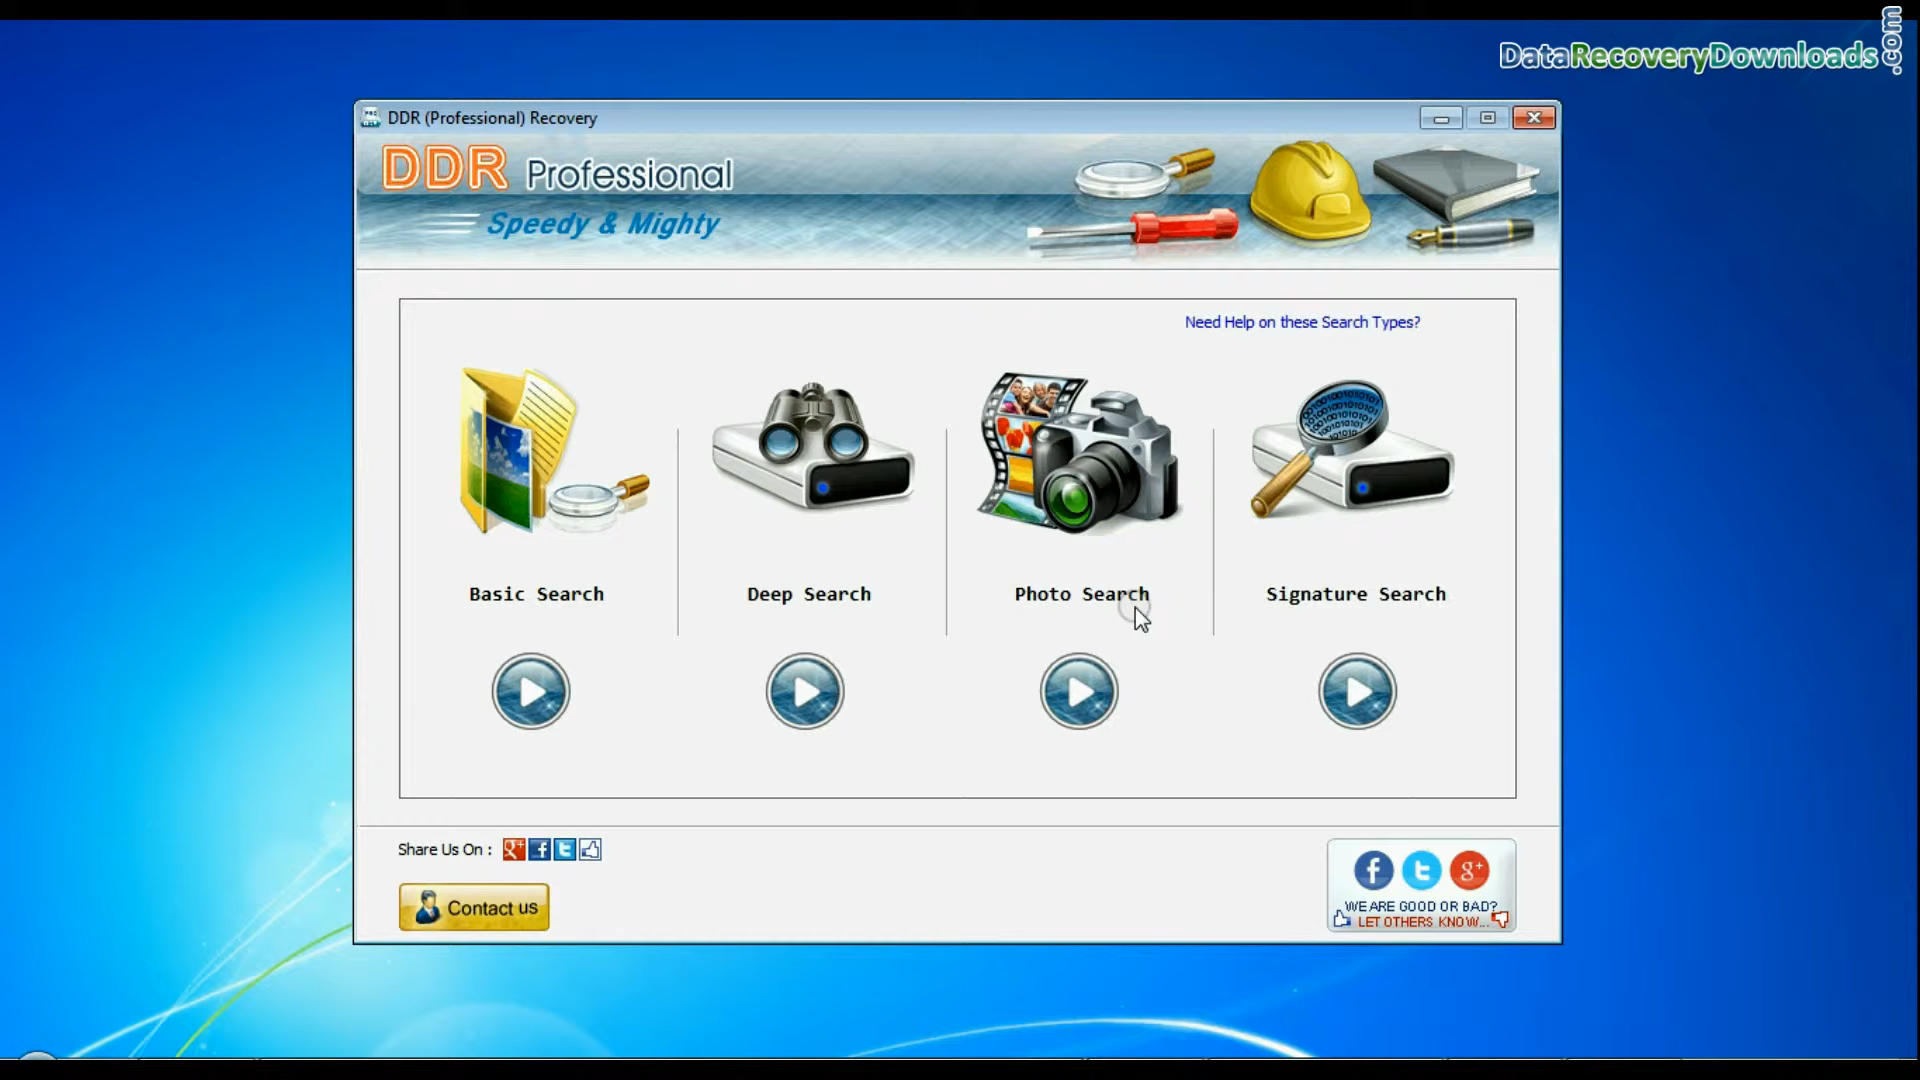 DataRecoveryDownloads.com
DDR (Professional) Recovery
DDR Professional
Speedy & Mighty
Need Help on these Search Types?
Basic Search
Deep Search
Photo Search
Signature Search
Share Us On :
Contact us
WE ARE GOOD OR BAD?
LET OTHERS KNOW...